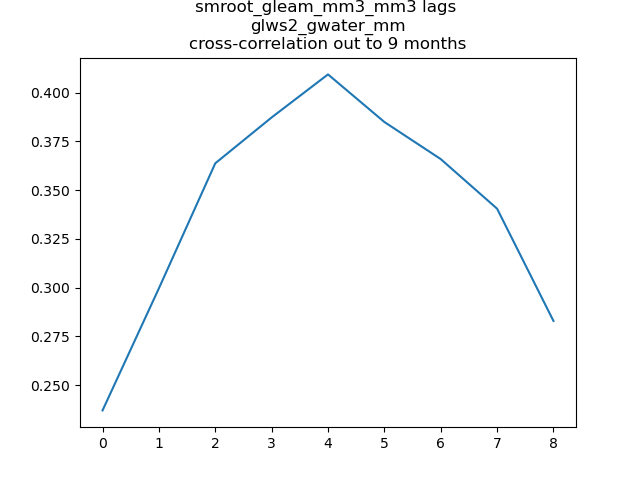 smroot_gleam_mm3_mm3 lags
glws2_gwater_mm
cross-correlation out to 9 months
0.400
0.375
0.350
0.325
0.300
0.275
0.250
0 1 2 3 4 5 6 7 8